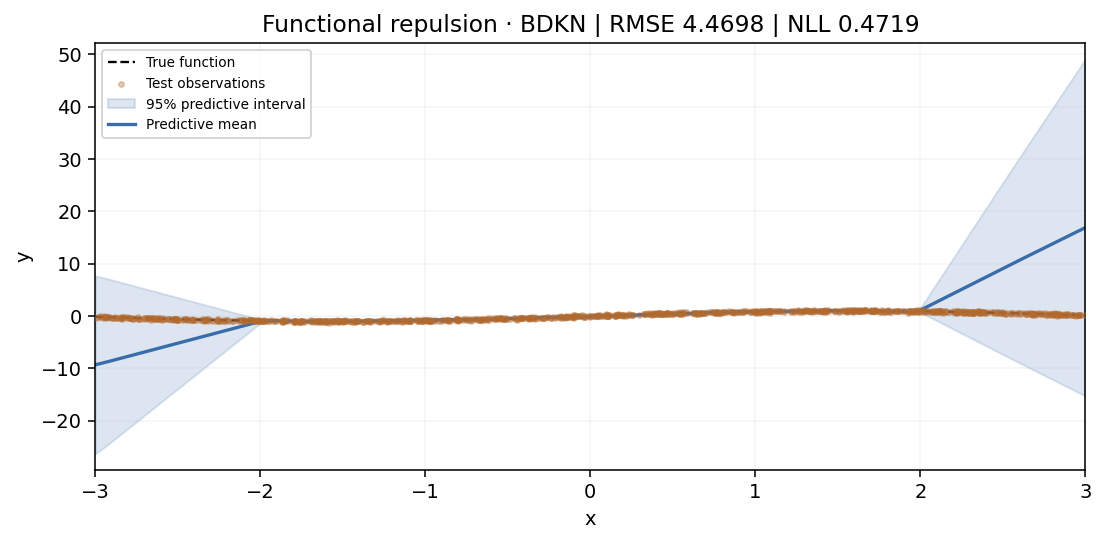 Functional repulsion · BDKN | RMSE 4.4698 | NLL 0.4719
50
40
30
20
10
0
−10
−20
y
True function
Test observations
95% predictive interval
Predictive mean
−3
−2
−1
0
1
2
3
x